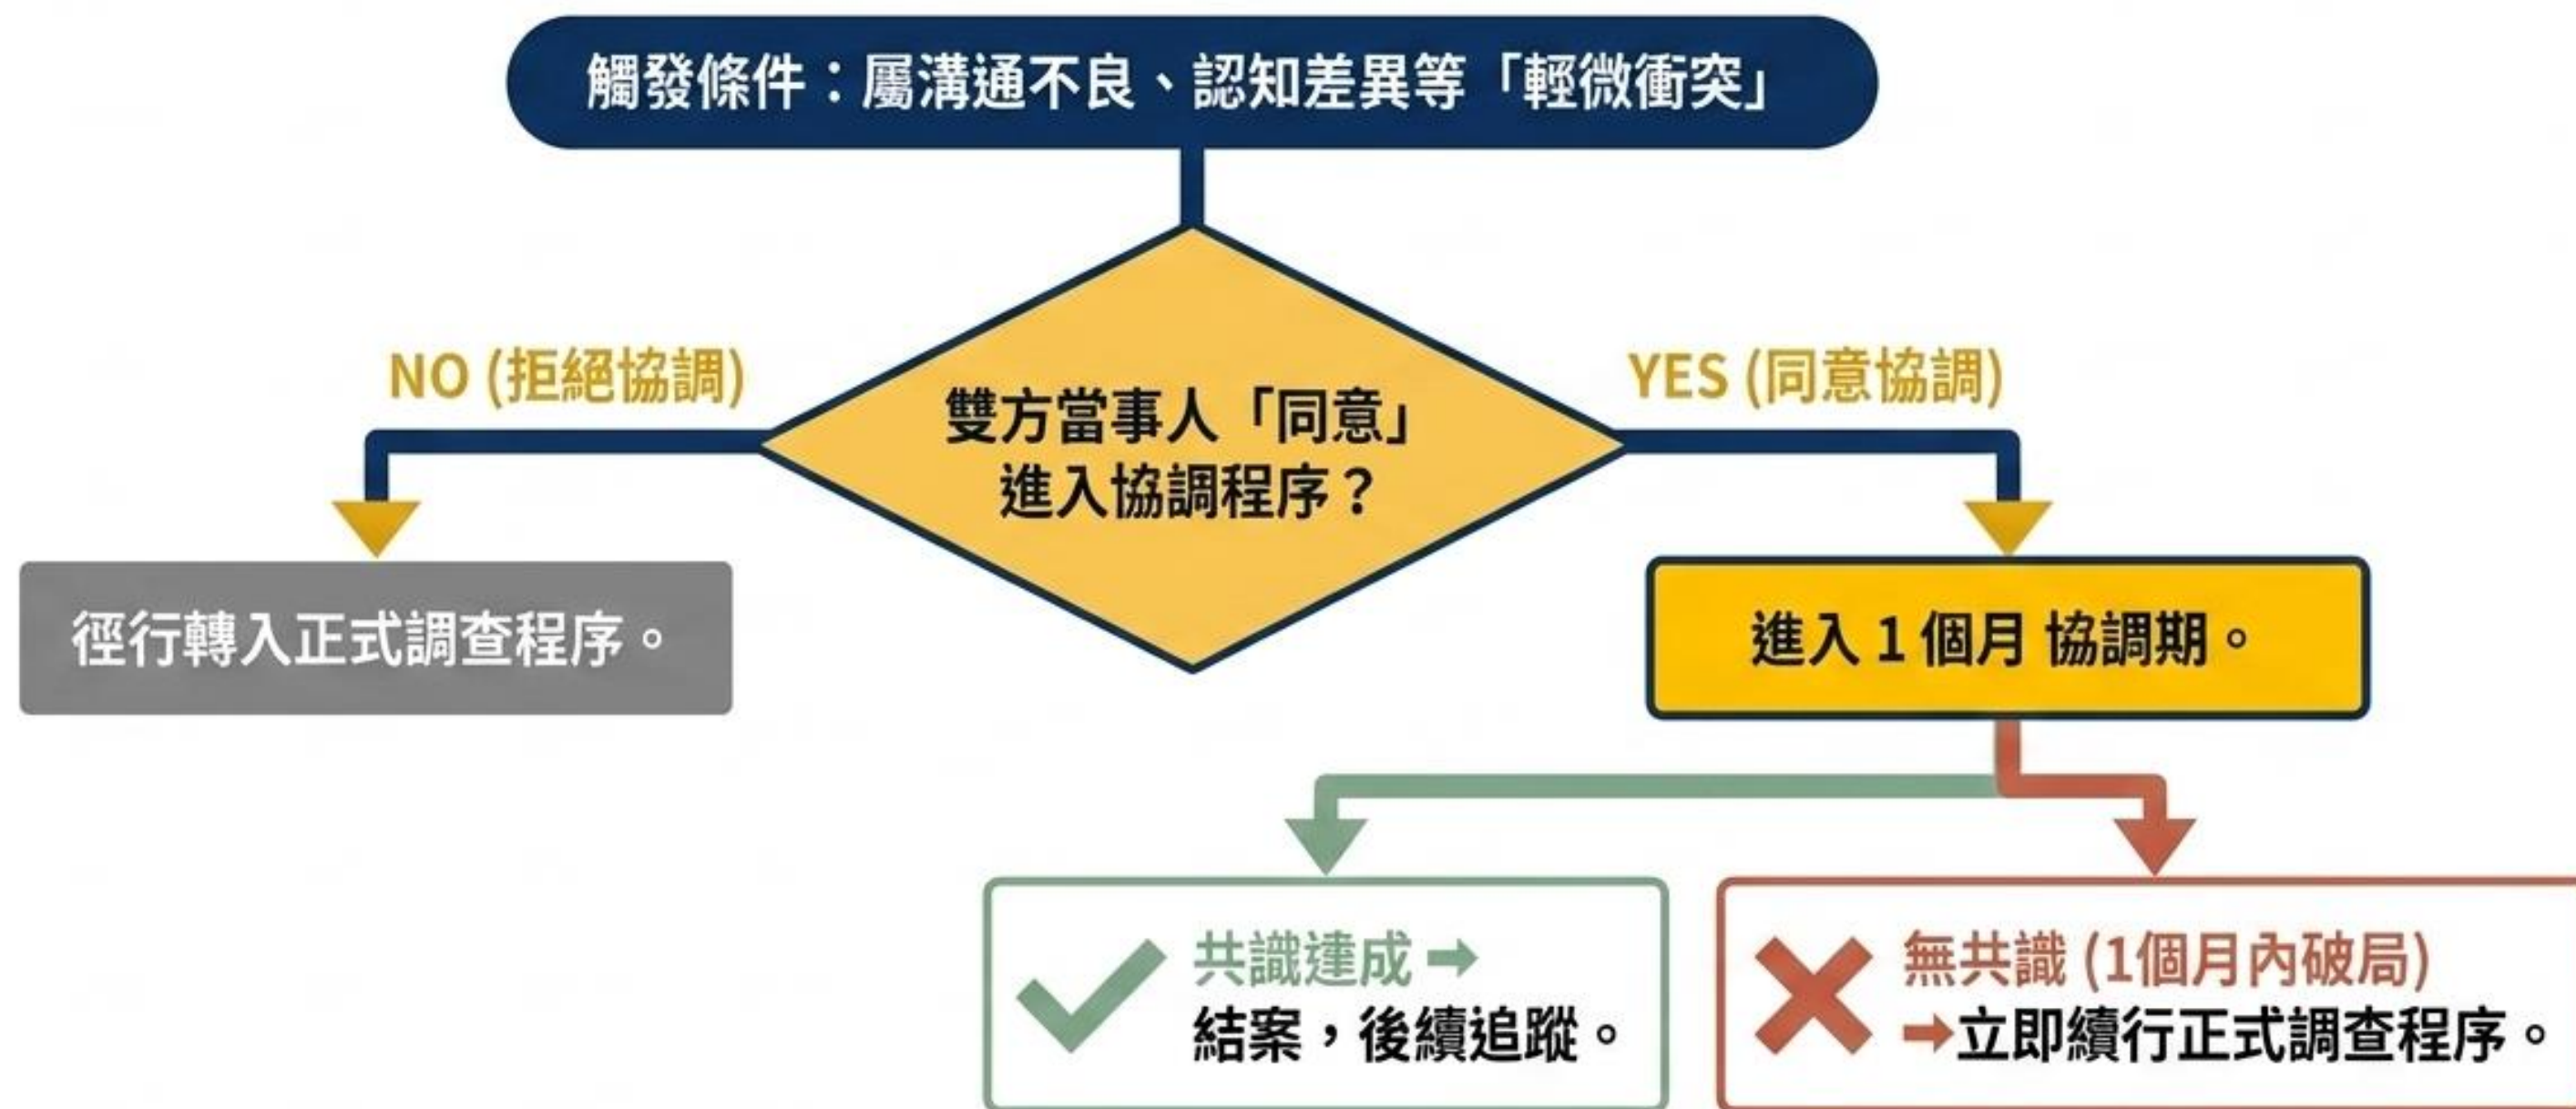 觸發條件：屬溝通不良、認知差異等「輕微衝突」
NO (拒絕協調)
YES (同意協調)
雙方當事人「同意」
進入協調程序？
徑行轉入正式調查程序。
進入 1 個月 協調期。
共識達成 ➡
結案，後續追蹤。
無共識 (1個月內破局)
➡立即續行正式調查程序。